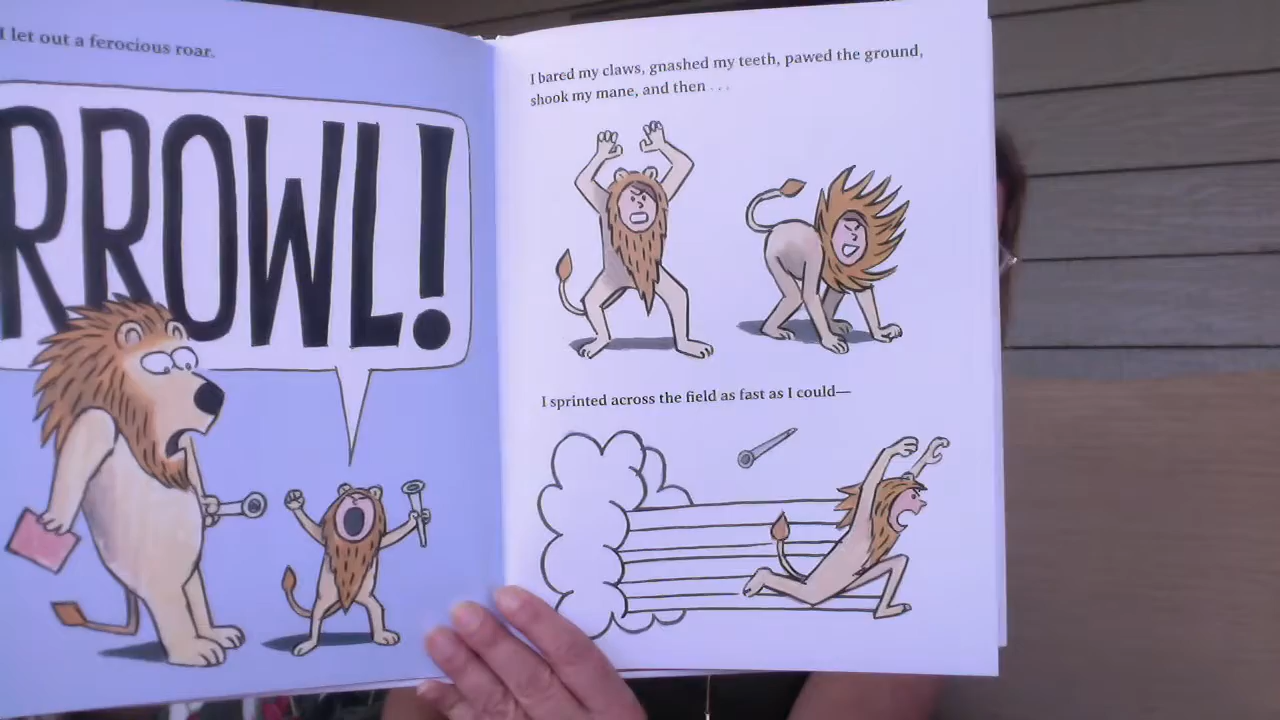 I let out a ferocious roar.
RROWL!
I bared my claws, gnashed my teeth, pawed the ground,
shook my mane, and then . . .
I sprinted across the field as fast as I could—